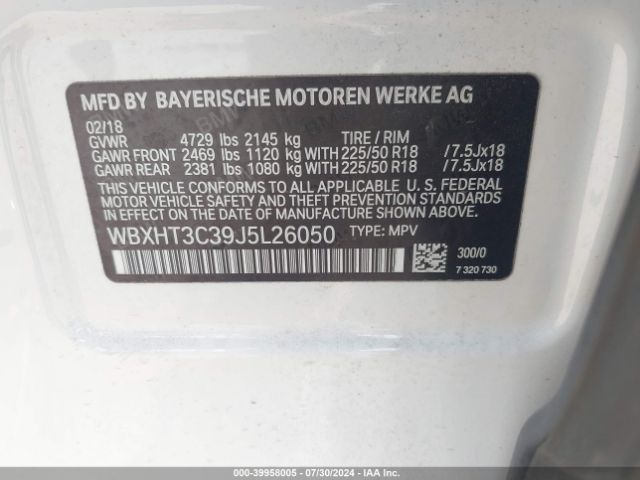 MFD BY BAYERISCHE MOTOREN WERKE AG
02/18
GVWR 4729 lbs 2145 kg TIRE / RIM
GAWR FRONT 2469 lbs 1120 kg WITH 225/50 R18 /7.5Jx18
GAWR REAR 2381 lbs 1080 kg WITH 225/50 R18 /7.5Jx18
THIS VEHICLE CONFORMS TO ALL APPLICABLE U. S. FEDERAL
MOTOR VEHICLE SAFETY AND THEFT PREVENTION STANDARDS
IN EFFECT ON THE DATE OF MANUFACTURE SHOWN ABOVE.
WBXHT3C39J5L26050 TYPE: MPV
300/0
7 320 730
000-39958005 - 07/30/2024 - IAA Inc.